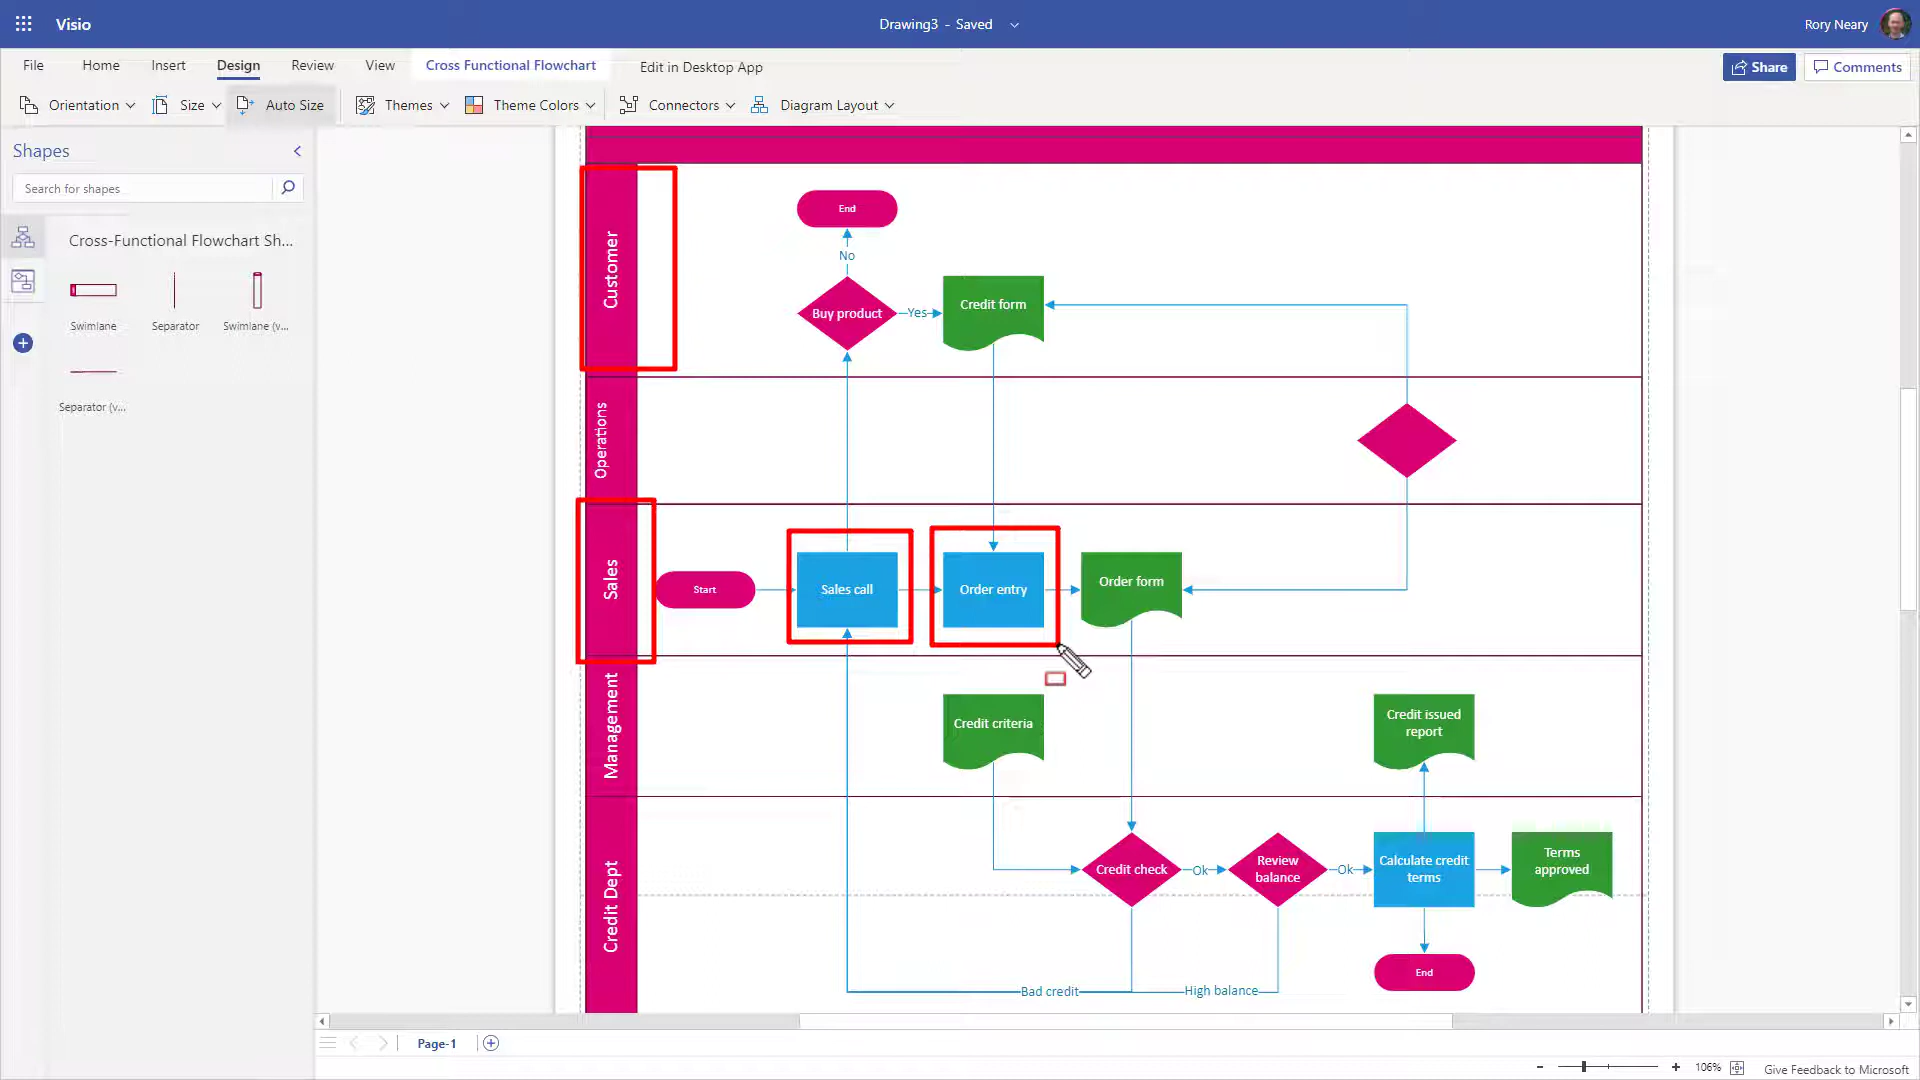 Visio
Drawing3 - Saved
Rory Neary
File
Home
Insert
Design
Review
View
Cross Functional Flowchart
Edit in Desktop App
Share
Comments
Orientation
Size
Auto Size
Themes
Theme Colors
Connectors
Diagram Layout
Shapes
Search for shapes
Cross-Functional Flowchart Sh...
Swimlane
Separator
Swimlane (v...
Separator (v...
Customer
End
No
Buy product
Yes
Credit form
Operations
Sales
Start
Sales call
Order entry
Order form
Management
Credit criteria
Credit issued
report
Credit Dept
Credit check
Ok
Review
balance
Ok
Calculate credit
terms
Terms
approved
End
Bad credit
High balance
Page-1
106%
Give Feedback to Microsoft